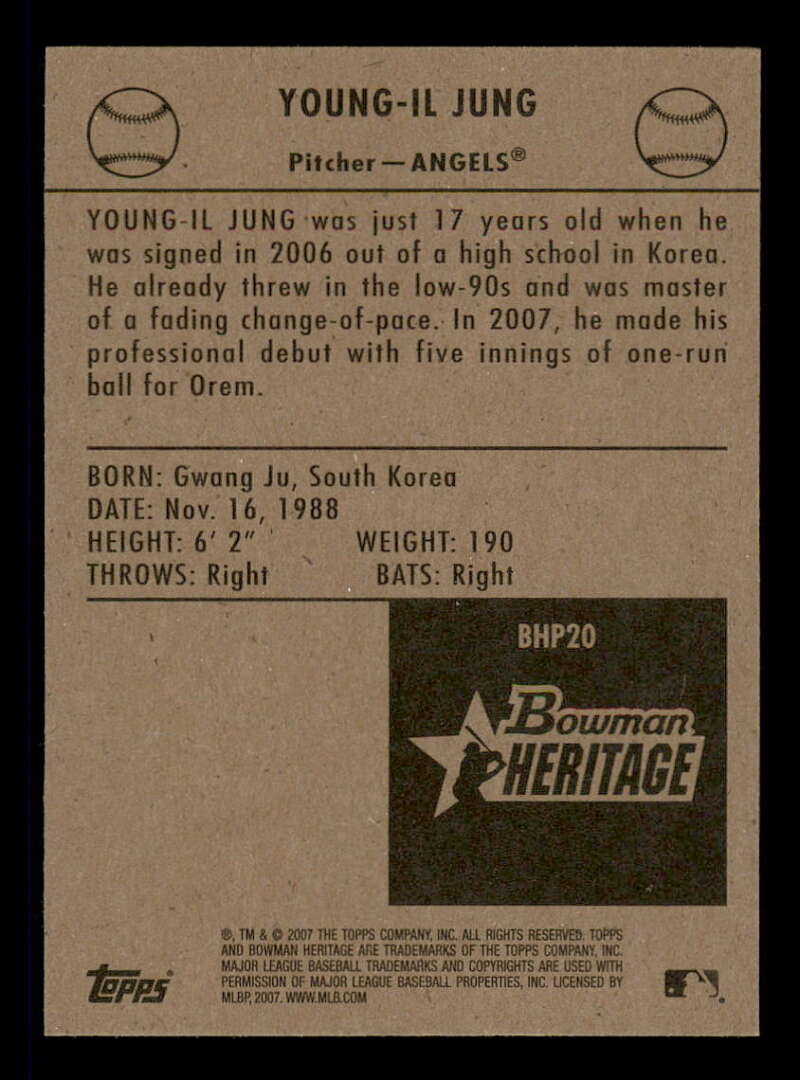 YOUNG-IL JUNG
Pitcher — ANGELS®
YOUNG-IL JUNG was just 17 years old when he
was signed in 2006 out of a high school in Korea.
He already threw in the low-90s and was master
of a fading change-of-pace. In 2007, he made his
professional debut with five innings of one-run
ball for Orem.
BORN: Gwang Ju, South Korea
DATE: Nov. 16, 1988
HEIGHT: 6' 2" WEIGHT: 190
THROWS: Right BATS: Right
BHP20
Bowman
HERITAGE
®, TM & © 2007 THE TOPPS COMPANY, INC. ALL RIGHTS RESERVED. TOPPS
AND BOWMAN HERITAGE ARE TRADEMARKS OF THE TOPPS COMPANY, INC.
MAJOR LEAGUE BASEBALL TRADEMARKS AND COPYRIGHTS ARE USED WITH
PERMISSION OF MAJOR LEAGUE BASEBALL PROPERTIES, INC. LICENSED BY
MLBP, 2007. WWW.MLB.COM
Topps